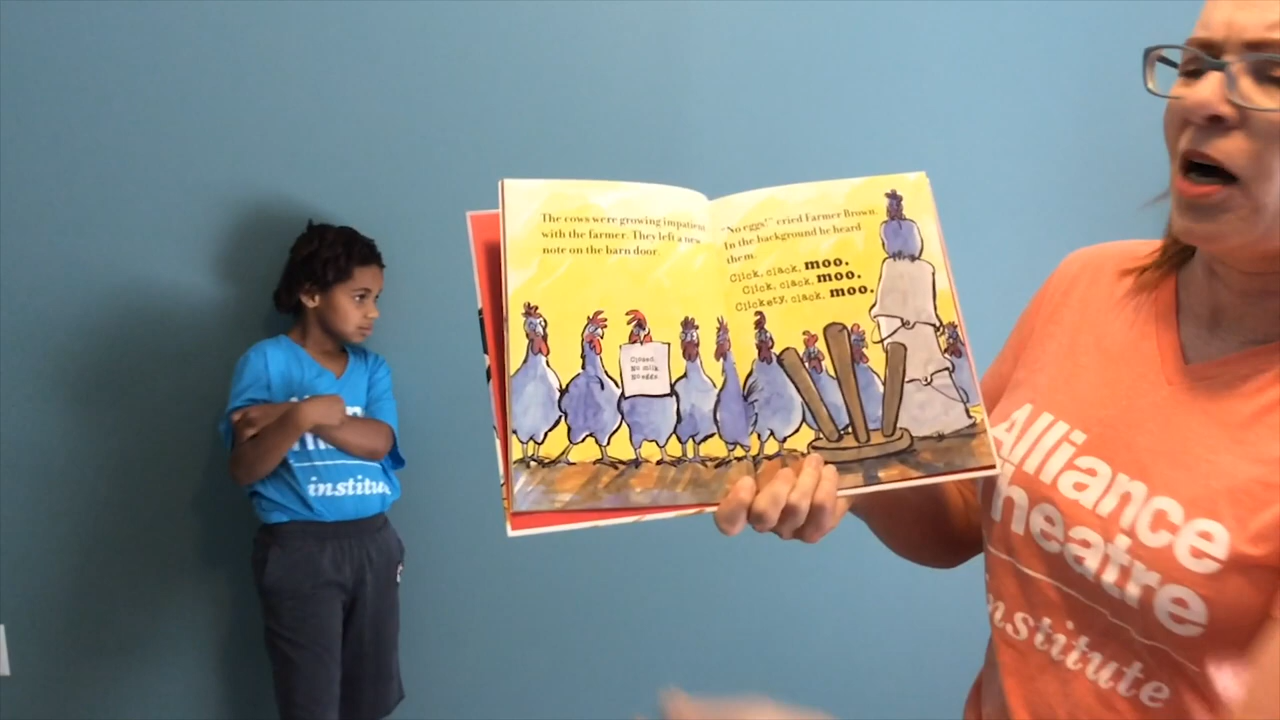 The cows were growing impatient
with the farmer. They left a new
note on the barn door.
Closed.
No milk.
No eggs.
"No eggs!" cried Farmer Brown.
In the background he heard
them.
Click, clack, moo.
Click, clack, moo.
Clickety, clack, moo.
institu
Alliance
Theatre
institute